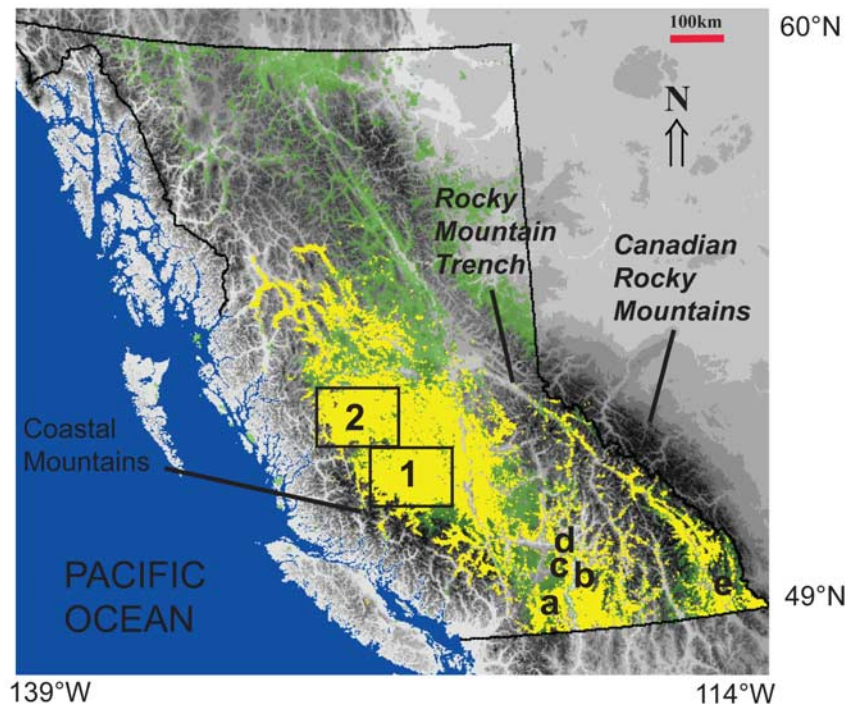 100km
60°N
N
Rocky
Mountain
Trench
Canadian
Rocky
Mountains
2
Coastal
Mountains
1
d
c
b
a
e
PACIFIC
OCEAN
49°N
139°W
114°W